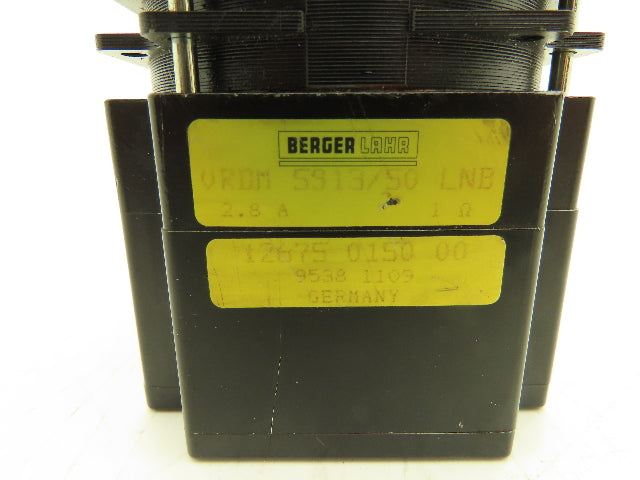 BERGER LAHR
VRDM 5913/50 LNB
2.8 A 1 Ω
12675 0150 00
9538 1109
GERMANY